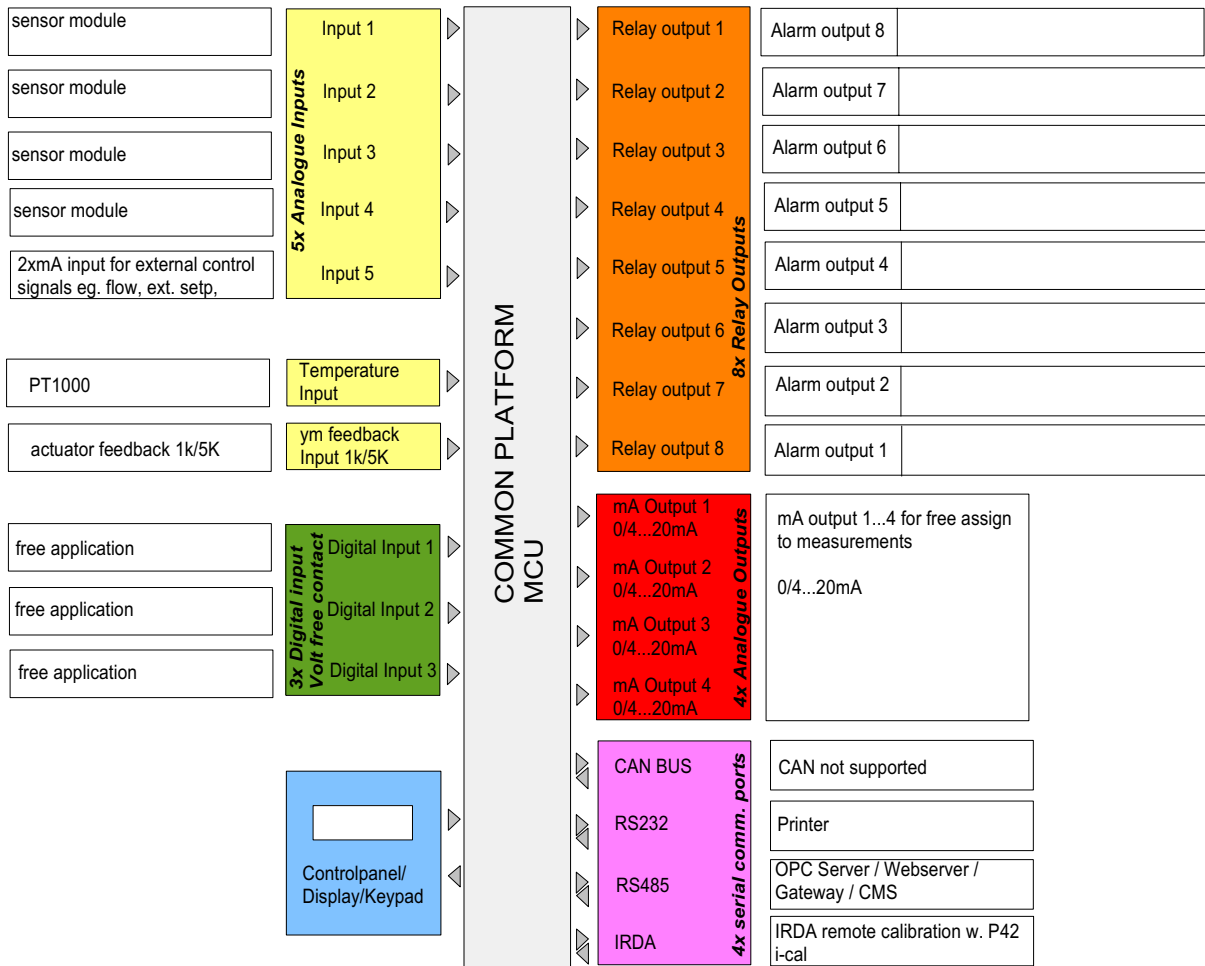 sensor module
sensor module
sensor module
sensor module
2xmA input for external control
signals eg. flow, ext. setp,
PT1000
actuator feedback 1k/5K
free application
free application
free application
5x Analogue Inputs
Input 1
Input 2
Input 3
Input 4
Input 5
Temperature
Input
ym feedback
Input 1k/5K
3x Digital input
Volt free contact
Digital Input 1
Digital Input 2
Digital Input 3
Controlpanel/
Display/Keypad
COMMON PLATFORM
MCU
Relay output 1
Relay output 2
Relay output 3
Relay output 4
Relay output 5
Relay output 6
Relay output 7
Relay output 8
8x Relay Outputs
Alarm output 8
Alarm output 7
Alarm output 6
Alarm output 5
Alarm output 4
Alarm output 3
Alarm output 2
Alarm output 1
mA Output 1
0/4...20mA
mA Output 2
0/4...20mA
mA Output 3
0/4...20mA
mA Output 4
0/4...20mA
4x Analogue Outputs
mA output 1...4 for free assign
to measurements
0/4...20mA
CAN BUS
RS232
RS485
IRDA
4x serial comm. ports
CAN not supported
Printer
OPC Server / Webserver /
Gateway / CMS
IRDA remote calibration w. P42
i-cal